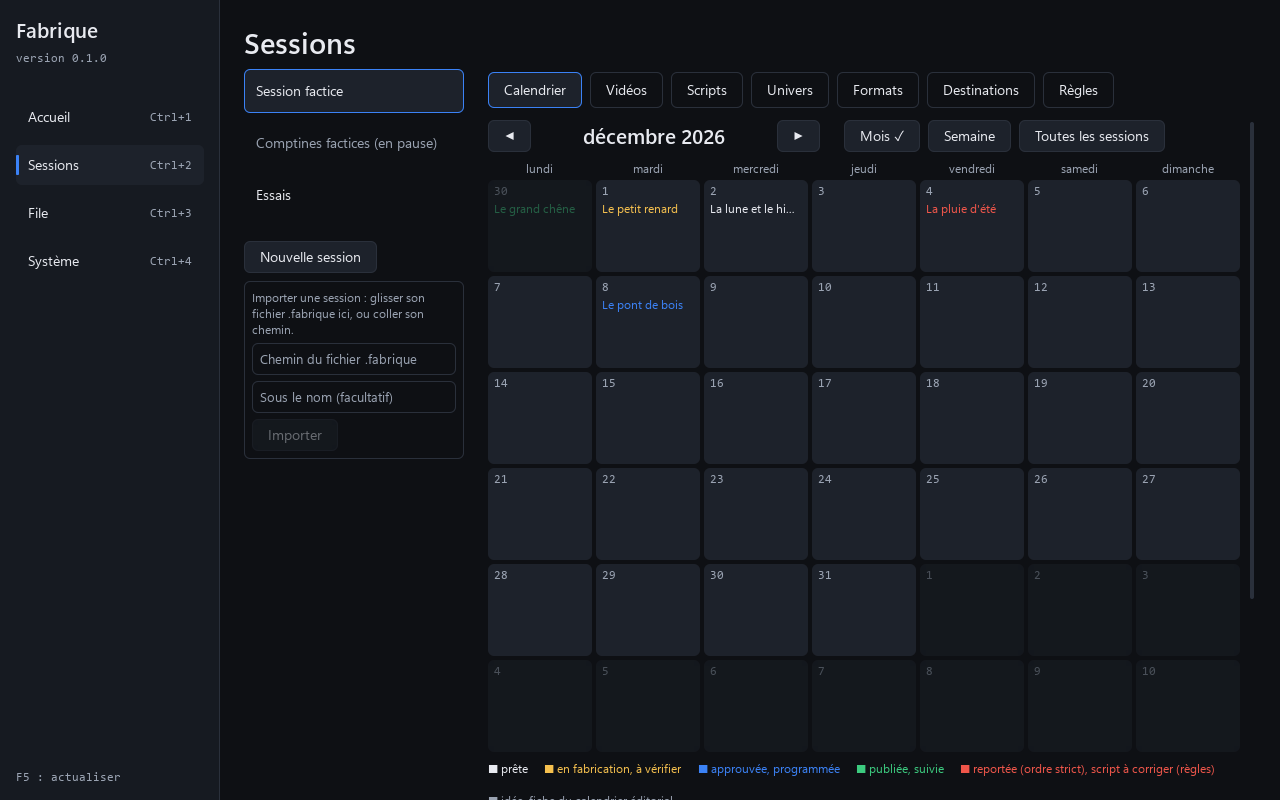 Fabrique
version 0.1.0
Accueil Ctrl+1
Sessions Ctrl+2
File Ctrl+3
Système Ctrl+4
F5 : actualiser
Sessions
Session factice
Comptines factices (en pause)
Essais
Nouvelle session
Importer une session : glisser son
fichier .fabrique ici, ou coller son
chemin.
Chemin du fichier .fabrique
Sous le nom (facultatif)
Importer
Calendrier Vidéos Scripts Univers Formats Destinations Règles
◄ décembre 2026 ► Mois ✓ Semaine Toutes les sessions
lundi mardi mercredi jeudi vendredi samedi dimanche
30 1 2 3 4 5 6
Le grand chêne Le petit renard La lune et le hi... La pluie d'été
7 8 9 10 11 12 13
Le pont de bois
14 15 16 17 18 19 20
21 22 23 24 25 26 27
28 29 30 31 1 2 3
4 5 6 7 8 9 10
prête en fabrication, à vérifier approuvée, programmée publiée, suivie reportée (ordre strict), script à corriger (règles)
idée, fiche du calendrier éditorial